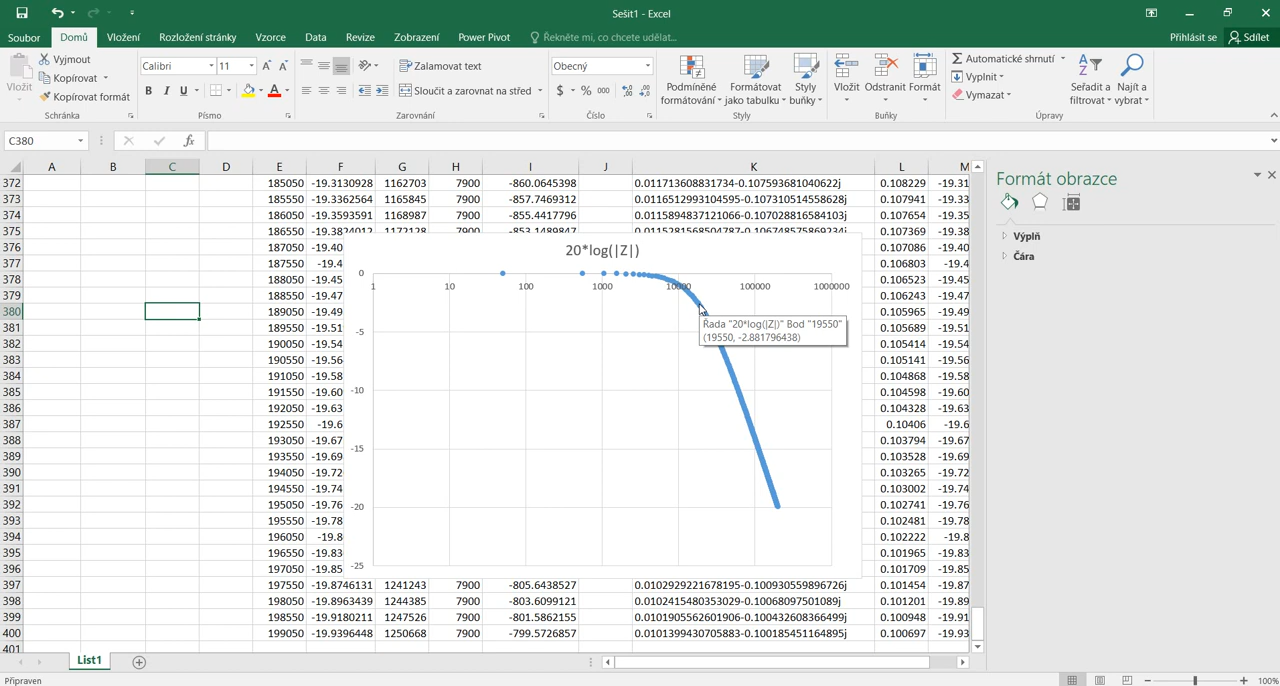 Sešit1 - Excel
Soubor Domů Vložení Rozložení stránky Vzorce Data Revize Zobrazení Power Pivot Řekněte mi, co chcete udělat... Přihlásit se Sdílet
Vložit Vyjmout Kopírovat Kopírovat formát
Calibri 11 A A B I U A
Zalamovat text Sloučit a zarovnat na střed
Obecný $ % 000
Podmíněné formátování Formátovat jako tabulku Styly buňky
Vložit Odstranit Formát
Automatické shrnutí Vyplnit Vymazat Seřadit a filtrovat Najít a vybrat
Schránka Písmo Zarovnání Číslo Styly Buňky Úpravy
C380 fx
A B C D E F G H I J K L M
372 185050 -19.3130928 1162703 7900 -860.0645398 0.011713608831734-0.107593681040622j 0.108229 -19.31
373 185550 -19.3362564 1165845 7900 -857.7469312 0.0116512993104595-0.107310514558628j 0.107941 -19.33
374 186050 -19.3593591 1168987 7900 -855.4417796 0.0115894837121066-0.107028816584103j 0.107654 -19.35
375 186550 -19.3824012 1172128 7900 -853.1489847 0.0115281568504787-0.106748575869234j 0.107369 -19.38
376 187050 -19.40 0.107086 -19.40
377 187550 -19.4 0.106803 -19.4
378 188050 -19.45 0.106523 -19.45
379 188550 -19.47 0.106243 -19.47
380 189050 -19.49 0.105965 -19.49
381 189550 -19.51 0.105689 -19.51
382 190050 -19.54 0.105414 -19.54
383 190550 -19.56 0.105141 -19.56
384 191050 -19.58 0.104868 -19.58
385 191550 -19.60 0.104598 -19.60
386 192050 -19.63 0.104328 -19.63
387 192550 -19.6 0.10406 -19.6
388 193050 -19.67 0.103794 -19.67
389 193550 -19.69 0.103528 -19.69
390 194050 -19.72 0.103265 -19.72
391 194550 -19.74 0.103002 -19.74
392 195050 -19.76 0.102741 -19.76
393 195550 -19.78 0.102481 -19.78
394 196050 -19.8 0.102222 -19.8
395 196550 -19.83 0.101965 -19.83
396 197050 -19.85 0.101709 -19.85
397 197550 -19.8746131 1241243 7900 -805.6438527 0.0102929221678195-0.100930559896726j 0.101454 -19.87
398 198050 -19.8963439 1244385 7900 -803.6099121 0.0102415480353029-0.10068097501089j 0.101201 -19.89
399 198550 -19.9180211 1247526 7900 -801.5862155 0.0101905562601906-0.100432608366499j 0.100948 -19.91
400 199050 -19.9396448 1250668 7900 -799.5726857 0.0101399430705883-0.100185451164895j 0.100697 -19.93
401
20*log(|Z|)
0
1 10 100 1000 10000 100000 1000000
-5
-10
-15
-20
-25
Řada "20*log(|Z|)" Bod "19550"
(19550, -2.881796438)
Formát obrazce
Výplň
Čára
List1
Připraven 100%